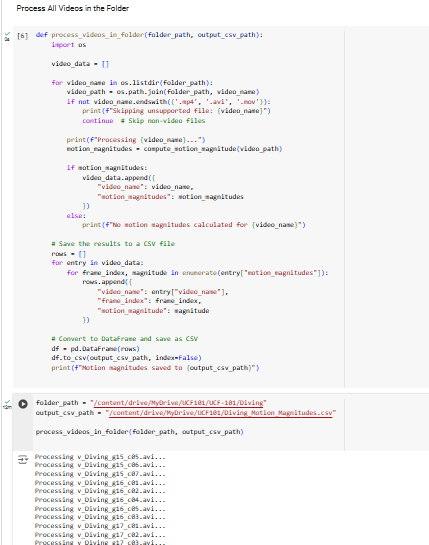 Process All Videos in the Folder
[6] def process_videos_in_folder(folder_path, output_csv_path):
import os
video_data = []
for video_name in os.listdir(folder_path):
video_path = os.path.join(folder_path, video_name)
if not video_name.endswith(('.mp4', '.avi', '.mov')):
print(f"Skipping unsupported file: {video_name}")
continue # Skip non-video files
print(f"Processing {video_name}...")
motion_magnitudes = compute_motion_magnitude(video_path)
if motion_magnitudes:
video_data.append({
"video_name": video_name,
"motion_magnitudes": motion_magnitudes
})
else:
print(f"No motion magnitudes calculated for {video_name}")
# Save the results to a CSV file
rows = []
for entry in video_data:
for frame_index, magnitude in enumerate(entry["motion_magnitudes"]):
rows.append({
"video_name": entry["video_name"],
"frame_index": frame_index,
"motion_magnitude": magnitude
})
# Convert to DataFrame and save as CSV
df = pd.DataFrame(rows)
df.to_csv(output_csv_path, index=False)
print(f"Motion magnitudes saved to {output_csv_path}")
folder_path = "/content/drive/MyDrive/UCF101/UCF-101/Diving"
output_csv_path = "/content/drive/MyDrive/UCF101/Diving_Motion_Magnitudes.csv"
process_videos_in_folder(folder_path, output_csv_path)
Processing v_Diving_g15_c05.avi...
Processing v_Diving_g15_c06.avi...
Processing v_Diving_g15_c07.avi...
Processing v_Diving_g16_c01.avi...
Processing v_Diving_g16_c02.avi...
Processing v_Diving_g16_c04.avi...
Processing v_Diving_g16_c05.avi...
Processing v_Diving_g16_c03.avi...
Processing v_Diving_g17_c01.avi...
Processing v_Diving_g17_c02.avi...
Processing v_Diving_g17_c03.avi...